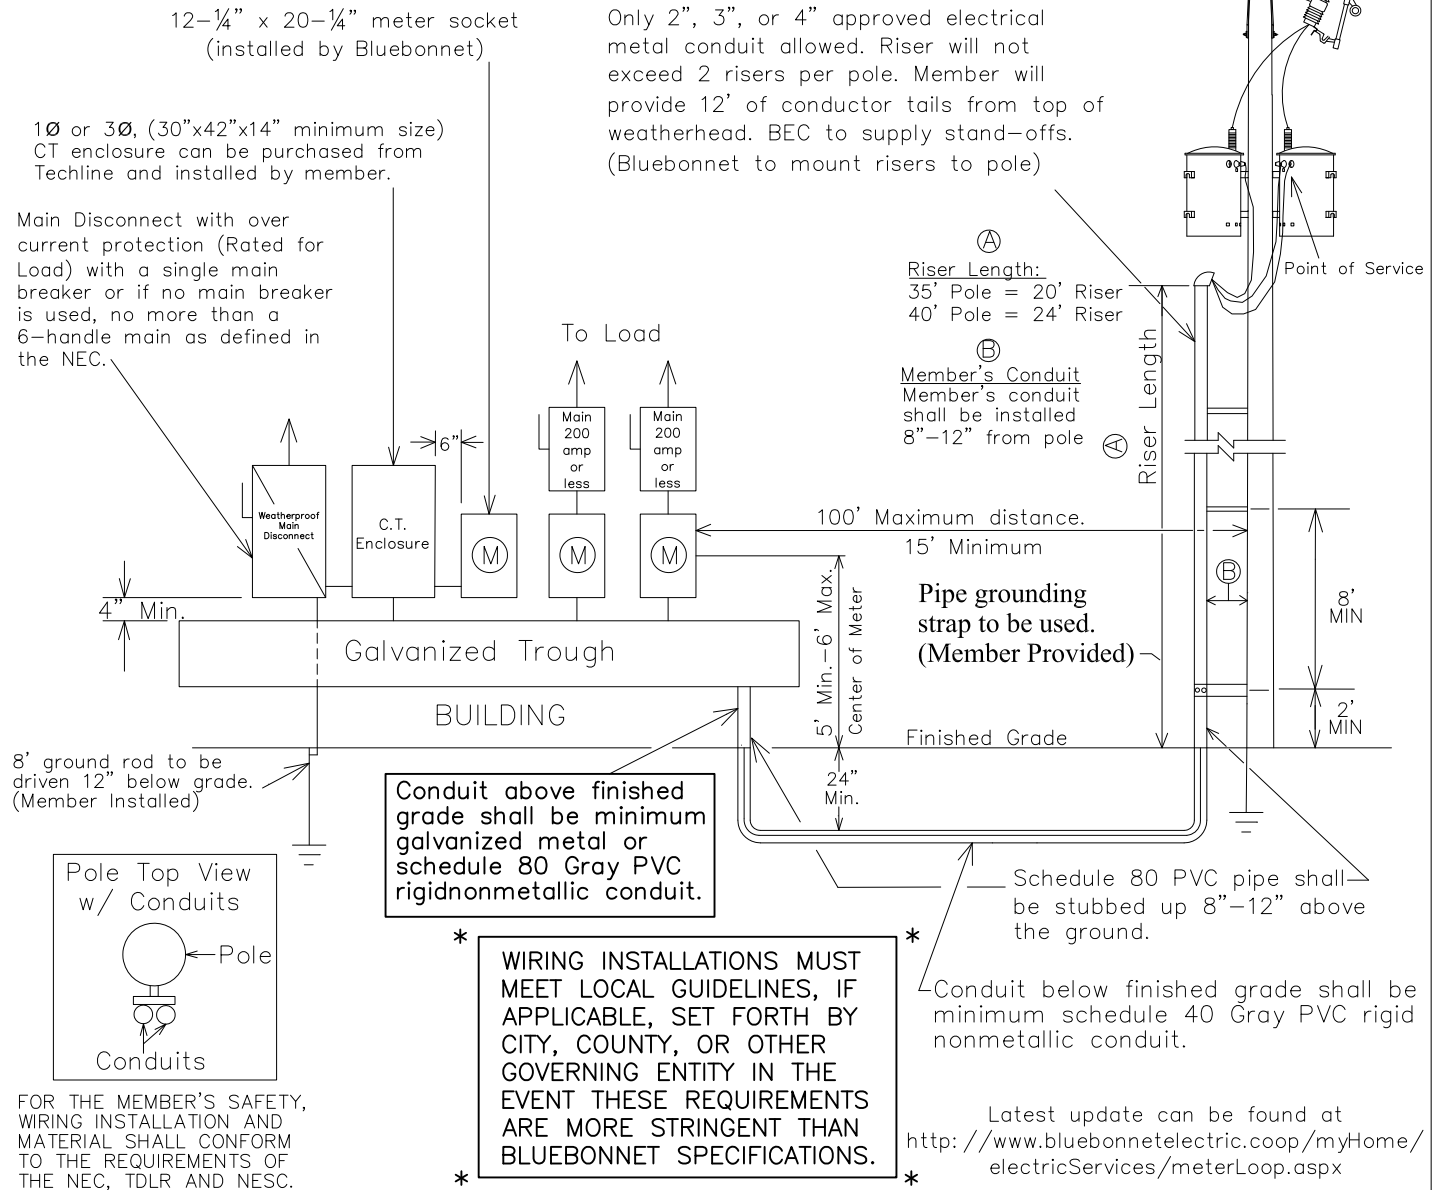 12-¼" x 20-¼" meter socket
(installed by Bluebonnet)
Only 2", 3", or 4" approved electrical
metal conduit allowed. Riser will not
exceed 2 risers per pole. Member will
provide 12' of conductor tails from top of
weatherhead. BEC to supply stand-offs.
(Bluebonnet to mount risers to pole)
1Ø or 3Ø, (30"x42"x14" minimum size)
CT enclosure can be purchased from
Techline and installed by member.
Main Disconnect with over
current protection (Rated for
Load) with a single main
breaker or if no main breaker
is used, no more than a
6-handle main as defined in
the NEC.
A
Riser Length:
35' Pole = 20' Riser
40' Pole = 24' Riser
Point of Service
B
Member's Conduit
Member's conduit
shall be installed
8"-12" from pole
A
Riser Length
To Load
Main
200
amp
or
less
Main
200
amp
or
less
6"
Weatherproof
Main
Disconnect
C.T.
Enclosure
M
M
M
100' Maximum distance.
15' Minimum
B
8'
MIN
4" Min.
Galvanized Trough
5' Min.-6' Max.
Center of Meter
Pipe grounding
strap to be used.
(Member Provided)
2'
MIN
BUILDING
Finished Grade
8' ground rod to be
driven 12" below grade.
(Member Installed)
24"
Min.
Conduit above finished
grade shall be minimum
galvanized metal or
schedule 80 Gray PVC
rigidnonmetallic conduit.
Pole Top View
w/ Conduits
Pole
Conduits
Schedule 80 PVC pipe shall
be stubbed up 8"-12" above
the ground.
* *
WIRING INSTALLATIONS MUST
MEET LOCAL GUIDELINES, IF
APPLICABLE, SET FORTH BY
CITY, COUNTY, OR OTHER
GOVERNING ENTITY IN THE
EVENT THESE REQUIREMENTS
ARE MORE STRINGENT THAN
BLUEBONNET SPECIFICATIONS.
* *
Conduit below finished grade shall be
minimum schedule 40 Gray PVC rigid
nonmetallic conduit.
FOR THE MEMBER'S SAFETY,
WIRING INSTALLATION AND
MATERIAL SHALL CONFORM
TO THE REQUIREMENTS OF
THE NEC, TDLR AND NESC.
Latest update can be found at
http://www.bluebonnetelectric.coop/myHome/
electricServices/meterLoop.aspx